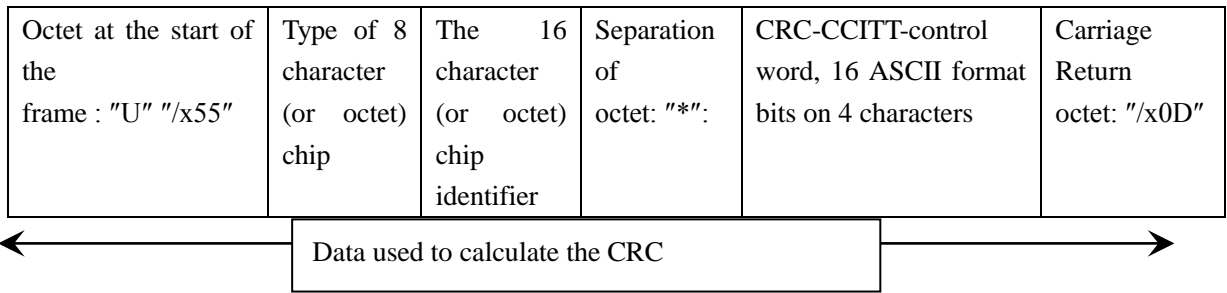 Octet at the start of
the
frame : ″U″ ″/x55″
Type of 8
character
(or octet)
chip
The 16
character
(or octet)
chip
identifier
Separation
of
octet: ″*″:
CRC-CCITT-control
word, 16 ASCII format
bits on 4 characters
Carriage
Return
octet: ″/x0D″
Data used to calculate the CRC